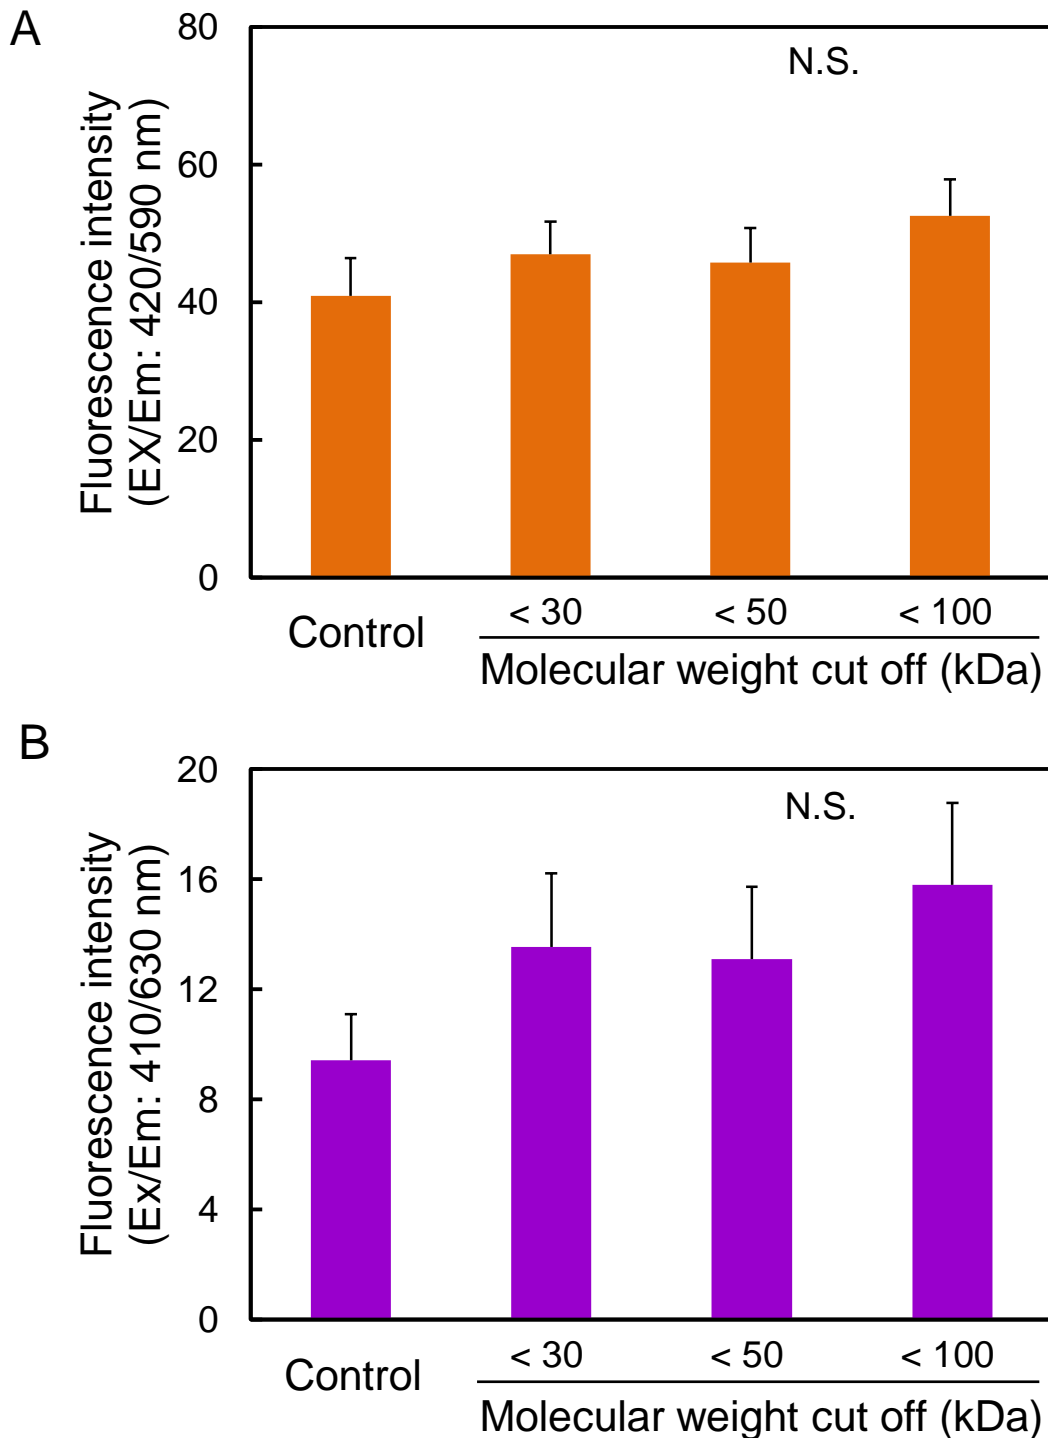 A
80
60
40
20
0
Fluorescence intensity
(EX/Em: 420/590 nm)
N.S.
Control
< 30 < 50 < 100
Molecular weight cut off (kDa)
B
20
16
12
8
4
0
Fluorescence intensity
(Ex/Em: 410/630 nm)
N.S.
Control
< 30 < 50 < 100
Molecular weight cut off (kDa)